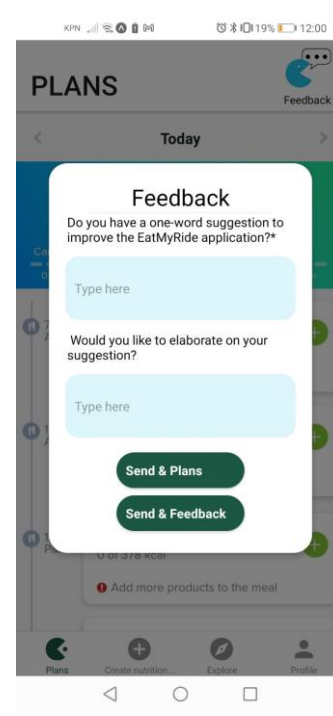 KPN 19% 12:00
PLANS
Feedback
Today
Feedback
Do you have a one-word suggestion to
improve the EatMyRide application?*
Type here
Would you like to elaborate on your
suggestion?
Type here
Send & Plans
Send & Feedback
0 of 378 kcal
Add more products to the meal
Plans
Create nutrition...
Explore
Profile